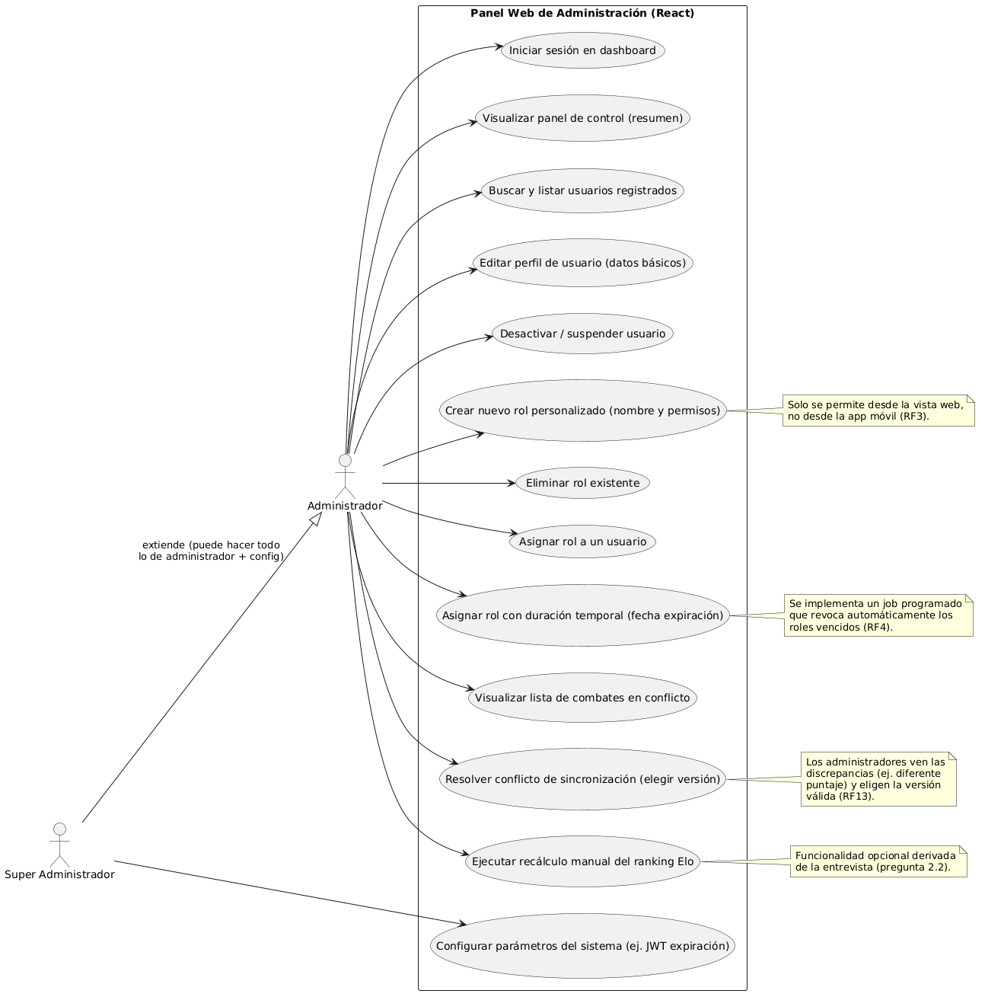 Panel Web de Administración (React)
Iniciar sesión en dashboard
Visualizar panel de control (resumen)
Buscar y listar usuarios registrados
Editar perfil de usuario (datos básicos)
Desactivar / suspender usuario
Crear nuevo rol personalizado (nombre y permisos)
Solo se permite desde la vista web,
no desde la app móvil (RF3).
Eliminar rol existente
Administrador
Asignar rol a un usuario
extiende (puede hacer todo
lo de administrador + config)
Asignar rol con duración temporal (fecha expiración)
Se implementa un job programado
que revoca automáticamente los
roles vencidos (RF4).
Visualizar lista de combates en conflicto
Resolver conflicto de sincronización (elegir versión)
Los administradores ven las
discrepancias (ej. diferente
puntaje) y eligen la versión
válida (RF13).
Ejecutar recálculo manual del ranking Elo
Funcionalidad opcional derivada
de la entrevista (pregunta 2.2).
Super Administrador
Configurar parámetros del sistema (ej. JWT expiración)